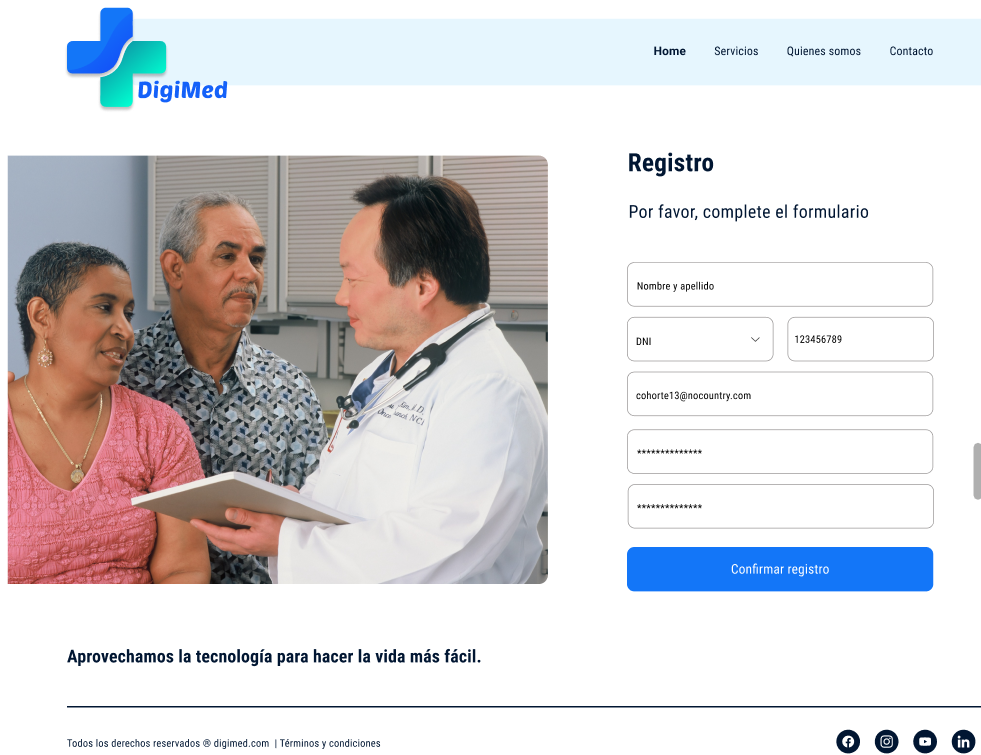 DigiMed
Home Servicios Quienes somos Contacto
Registro
Por favor, complete el formulario
Nombre y apellido
DNI 123456789
cohorte13@nocountry.com
**************
**************
Confirmar registro
Aprovechamos la tecnología para hacer la vida más fácil.
Todos los derechos reservados ® digimed.com | Términos y condiciones